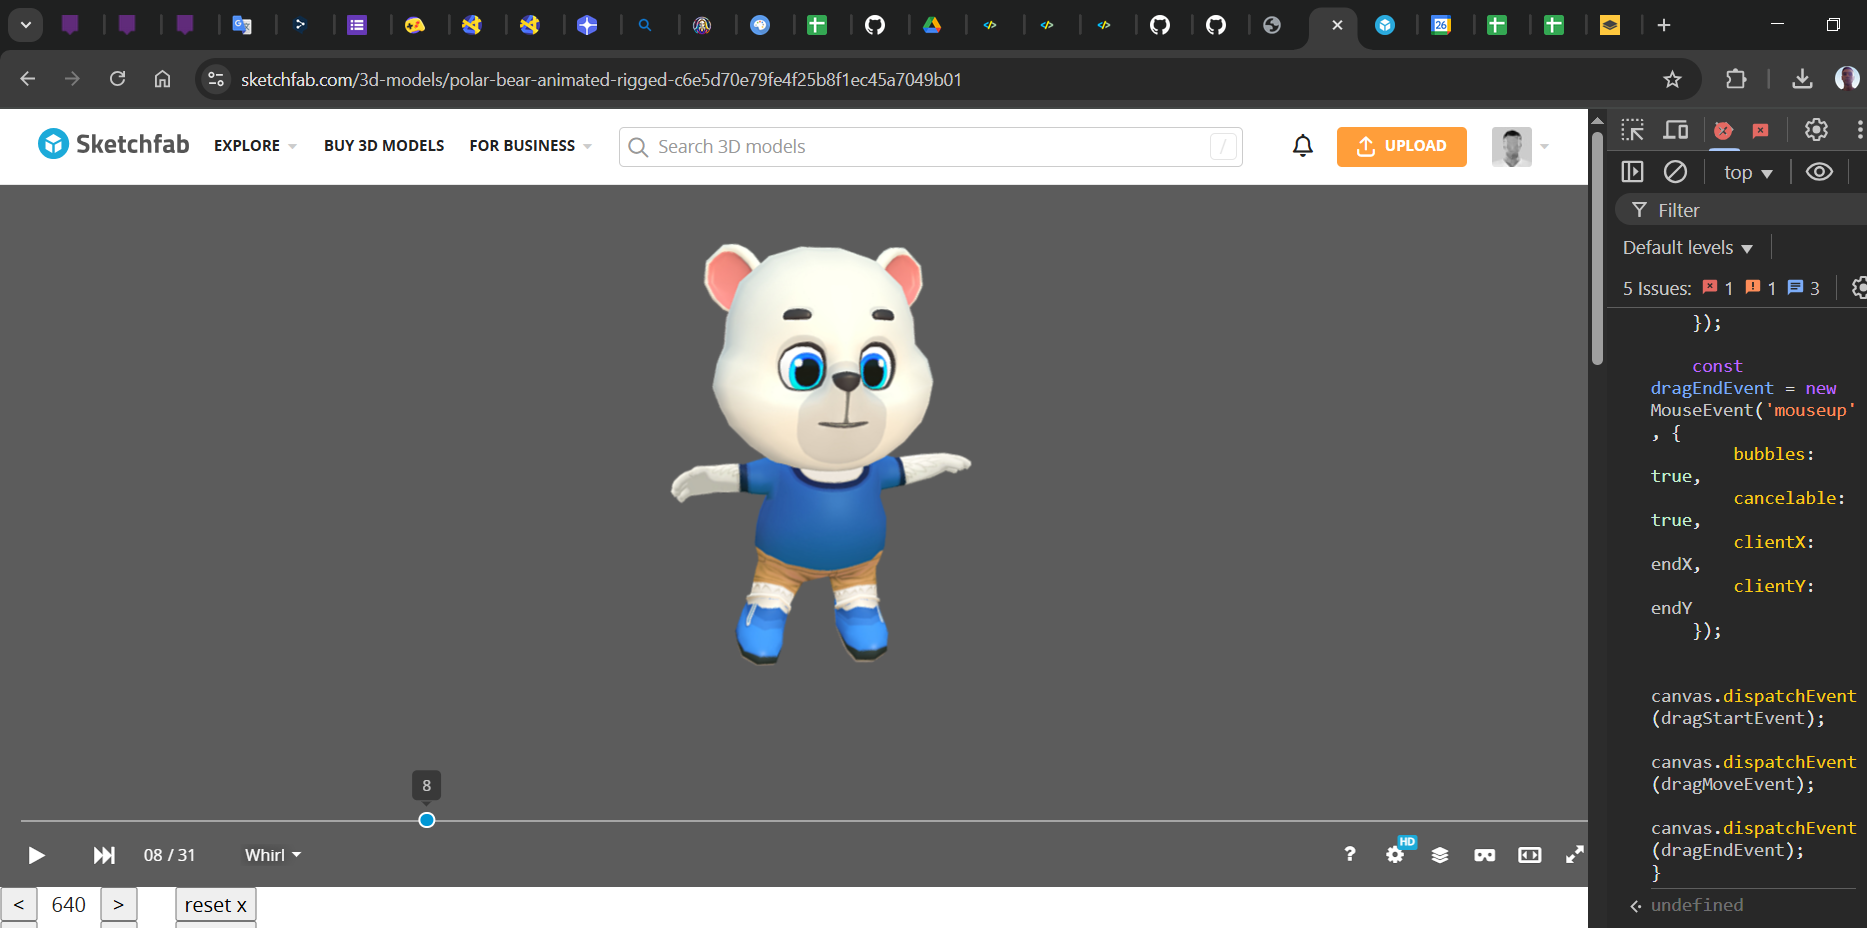 26
sketchfab.com/3d-models/polar-bear-animated-rigged-c6e5d70e79fe4f25b8f1ec45a7049b01
Sketchfab
EXPLORE
BUY 3D MODELS
FOR BUSINESS
Search 3D models
/
UPLOAD
top
Filter
Default levels
5 Issues: 1 1 3
});
const
dragEndEvent = new
MouseEvent('mouseup'
, {
bubbles:
true,
cancelable:
true,
clientX:
endX,
clientY:
endY
});
canvas.dispatchEvent
(dragStartEvent);
canvas.dispatchEvent
(dragMoveEvent);
canvas.dispatchEvent
(dragEndEvent);
}
undefined
8
08 / 31
Whirl
?
HD
< 640 > reset x